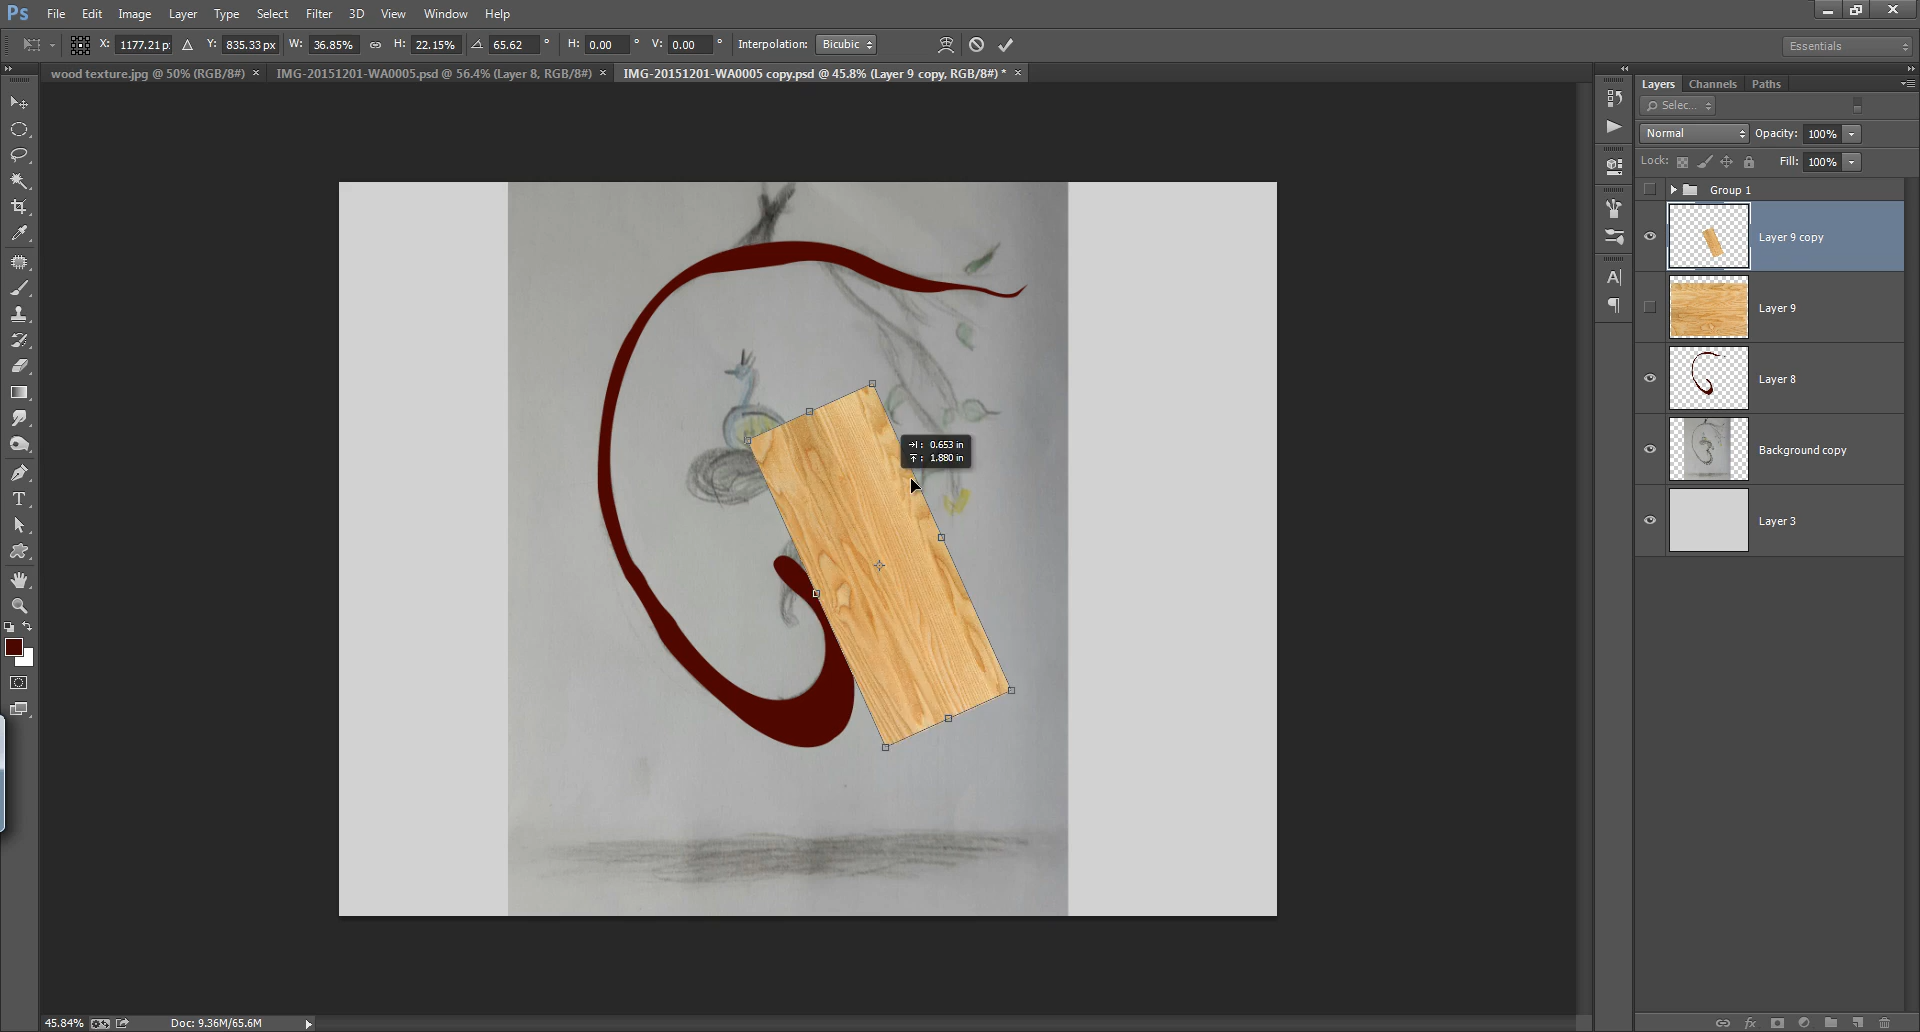 Ps File Edit Image Layer Type Select Filter 3D View Window Help
X: 1177.21 p Y: 835.33 px W: 36.85% H: 22.15% 65.62 ° H: 0.00 ° V: 0.00 ° Interpolation: Bicubic Essentials
wood texture.jpg @ 50% (RGB/8#) × IMG-20151201-WA0005.psd @ 56.4% (Layer 8, RGB/8#) × IMG-20151201-WA0005 copy.psd @ 45.8% (Layer 9 copy, RGB/8#) * ×
Layers Channels Paths
Selec...
Normal Opacity: 100%
Lock: Fill: 100%
Group 1
Layer 9 copy
Layer 9
Layer 8
Background copy
Layer 3
: 0.653 in
: 1.880 in
45.84% Doc: 9.36M/65.6M